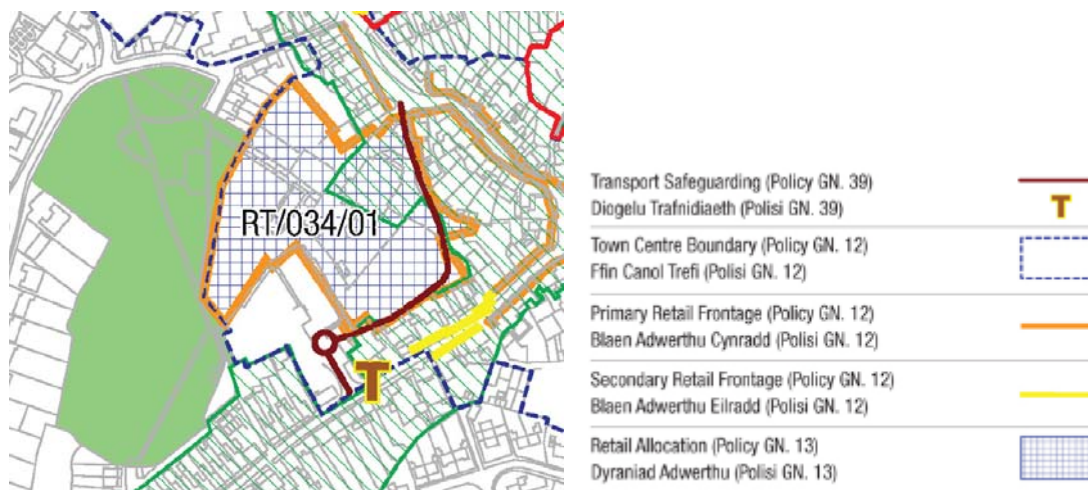 RT/034/01
T
Transport Safeguarding (Policy GN. 39)
Diogelu Trafnidiaeth (Polisi GN. 39)
T
Town Centre Boundary (Policy GN. 12)
Ffin Canol Trefi (Polisi GN. 12)
Primary Retail Frontage (Policy GN. 12)
Blaen Adwerthu Cynradd (Polisi GN. 12)
Secondary Retail Frontage (Policy GN. 12)
Blaen Adwerthu Eilradd (Polisi GN. 12)
Retail Allocation (Policy GN. 13)
Dyraniad Adwerthu (Polisi GN. 13)